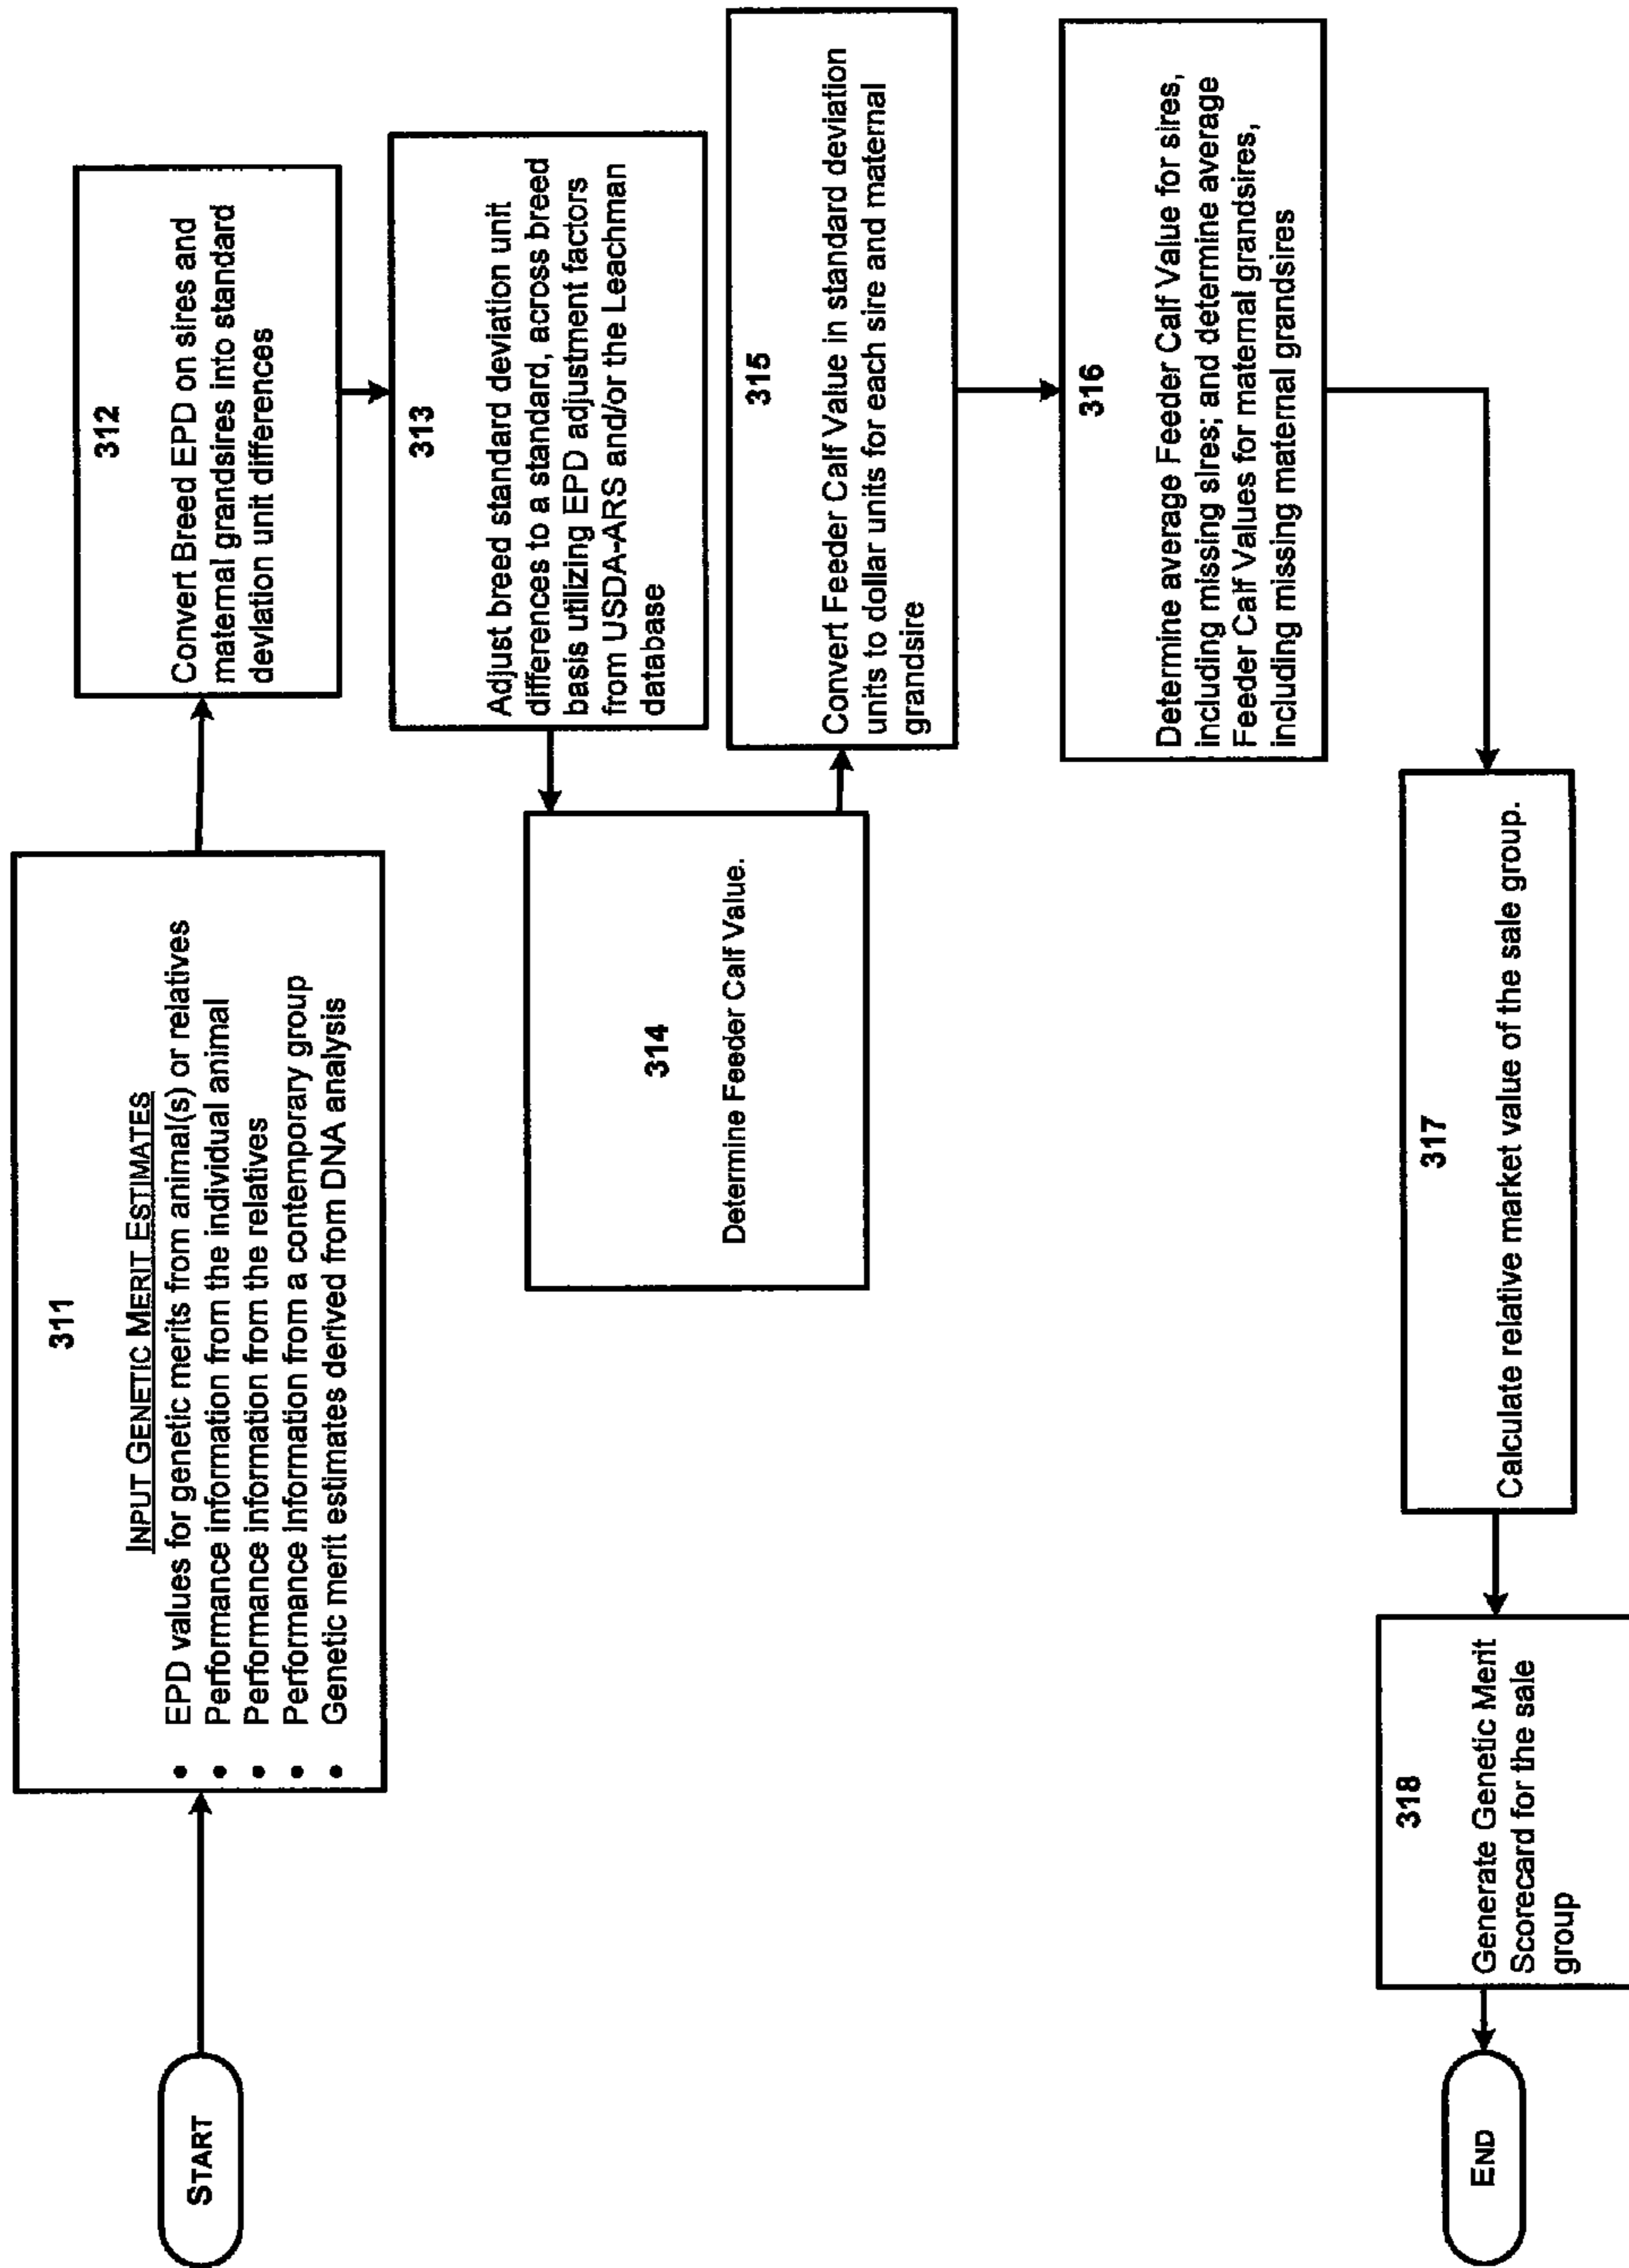 START
311
INPUT GENETIC MERIT ESTIMATES
• EPD values for genetic merits from animal(s) or relatives
• Performance information from the individual animal
• Performance information from the relatives
• Performance information from a contemporary group
• Genetic merit estimates derived from DNA analysis
312
Convert Breed EPD on sires and
maternal grandsires into standard
deviation unit differences
313
Adjust breed standard deviation unit
differences to a standard, across breed
basis utilizing EPD adjustment factors
from USDA-ARS and/or the Leachman
database
314
Determine Feeder Calf Value.
315
Convert Feeder Calf Value in standard deviation
units to dollar units for each sire and maternal
grandsire
316
Determine average Feeder Calf Value for sires,
including missing sires; and determine average
Feeder Calf Values for maternal grandsires,
including missing maternal grandsires
317
Calculate relative market value of the sale group.
318
Generate Genetic Merit
Scorecard for the sale
group
END